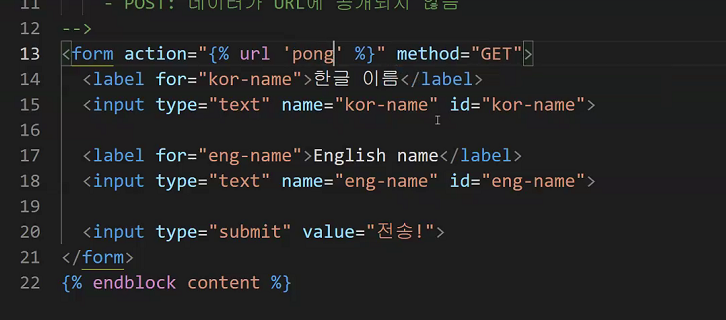 11 - POST: 데이터가 URL에 공개되지 않음
12 -->
13 <form action="{% url 'pong' %}" method="GET">
14 <label for="kor-name">한글 이름</label>
15 <input type="text" name="kor-name" id="kor-name">
16
17 <label for="eng-name">English name</label>
18 <input type="text" name="eng-name" id="eng-name">
19
20 <input type="submit" value="전송!">
21 </form>
22 {% endblock content %}